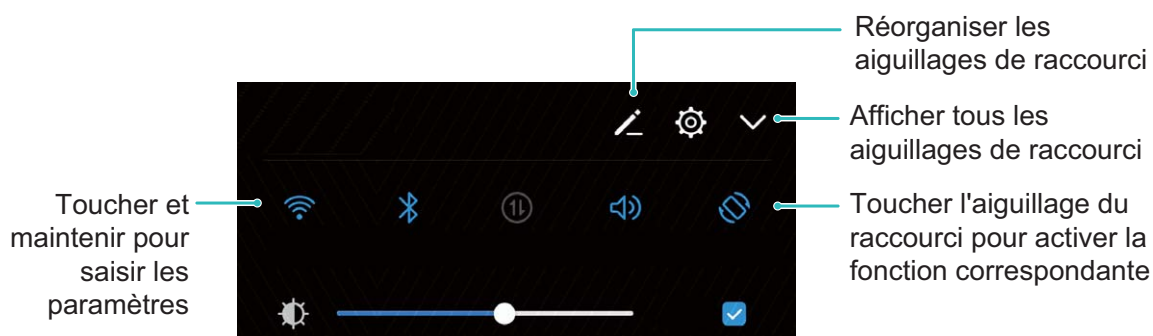 Réorganiser les
aiguillages de raccourci
Afficher tous les
aiguillages de raccourci
Toucher et
maintenir pour
saisir les
paramètres
Toucher l'aiguillage du
raccourci pour activer la
fonction correspondante